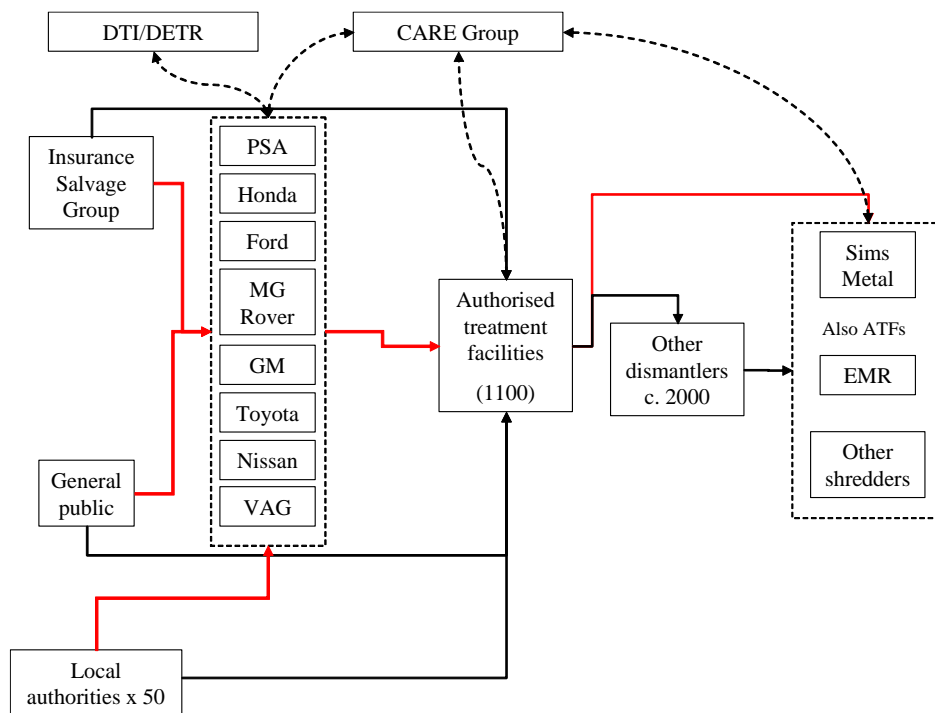 DTI/DETR
CARE Group
Insurance
Salvage
Group
PSA
Honda
Ford
MG
Rover
GM
Toyota
Nissan
VAG
General
public
Local
authorities x 50
Authorised
treatment
facilities
(1100)
Other
dismantlers
c. 2000
Sims
Metal
Also ATFs
EMR
Other
shredders